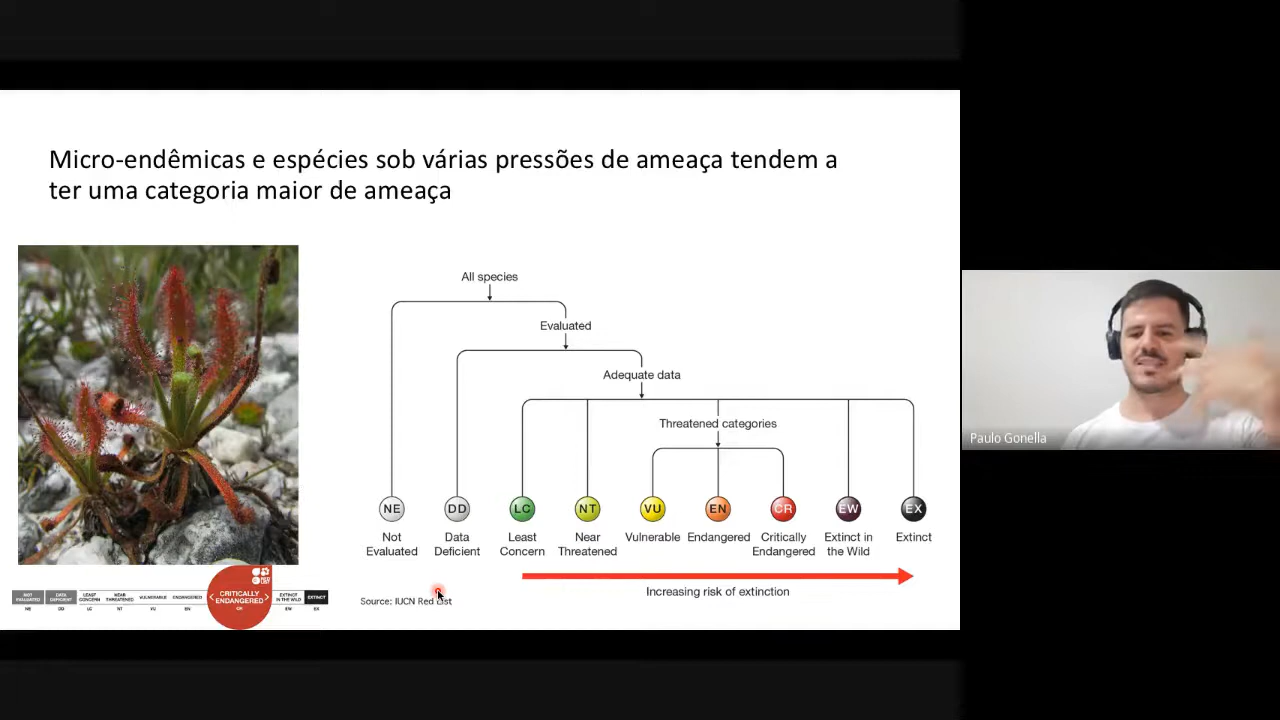 Micro-endêmicas e espécies sob várias pressões de ameaça tendem a
ter uma categoria maior de ameaça
All species
Evaluated
Adequate data
Threatened categories
NE
DD
LC
NT
VU
EN
CR
EW
EX
Not
Evaluated
Data
Deficient
Least
Concern
Near
Threatened
Vulnerable
Endangered
Critically
Endangered
Extinct in
the Wild
Extinct
Increasing risk of extinction
Source: IUCN Red List
NOT
EVALUATED
NE
DATA
DEFICIENT
DD
LEAST
CONCERN
LC
NEAR
THREATENED
NT
VULNERABLE
VU
ENDANGERED
EN
< CRITICALLY
ENDANGERED >
CR
EXTINCT
IN THE WILD
EW
EXTINCT
EX
Paulo Gonella